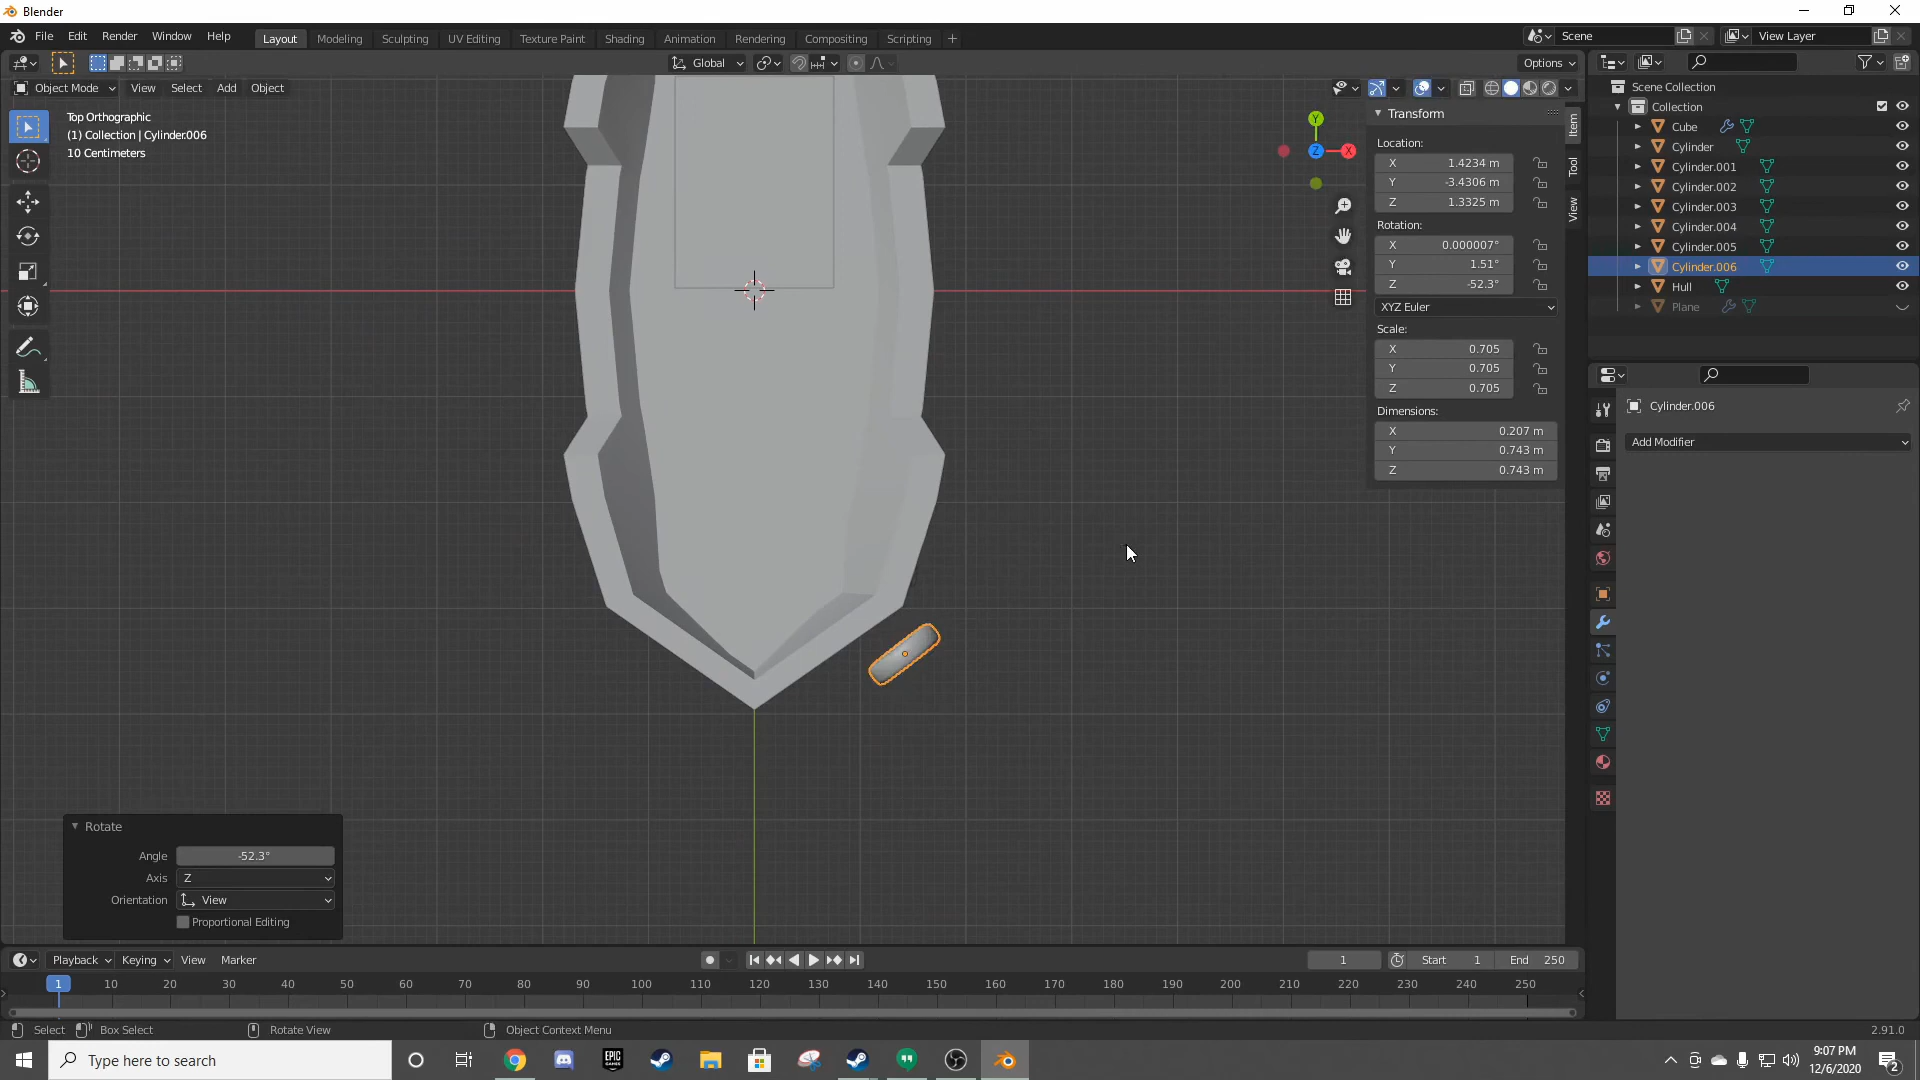 Blender
File Edit Render Window Help
Layout Modeling Sculpting UV Editing Texture Paint Shading Animation Rendering Compositing Scripting
Scene
View Layer
Global
Options
Object Mode View Select Add Object
Top Orthographic
(1) Collection | Cylinder.006
10 Centimeters
Y
Z
X
Transform
Location:
X 1.4234 m
Y -3.4306 m
Z 1.3325 m
Rotation:
X 0.000007°
Y 1.51°
Z -52.3°
XYZ Euler
Scale:
X 0.705
Y 0.705
Z 0.705
Dimensions:
X 0.207 m
Y 0.743 m
Z 0.743 m
Item
Tool
View
Scene Collection
Collection
Cube
Cylinder
Cylinder.001
Cylinder.002
Cylinder.003
Cylinder.004
Cylinder.005
Cylinder.006
Hull
Plane
Cylinder.006
Add Modifier
Rotate
Angle -52.3°
Axis Z
Orientation View
Proportional Editing
Playback Keying View Marker
1 Start 1 End 250
1 10 20 30 40 50 60 70 80 90 100 110 120 130 140 150 160 170 180 190 200 210 220 230 240 250
Select Box Select Rotate View Object Context Menu 2.91.0
Type here to search
EPIC GAMES
9:07 PM
12/6/2020
2